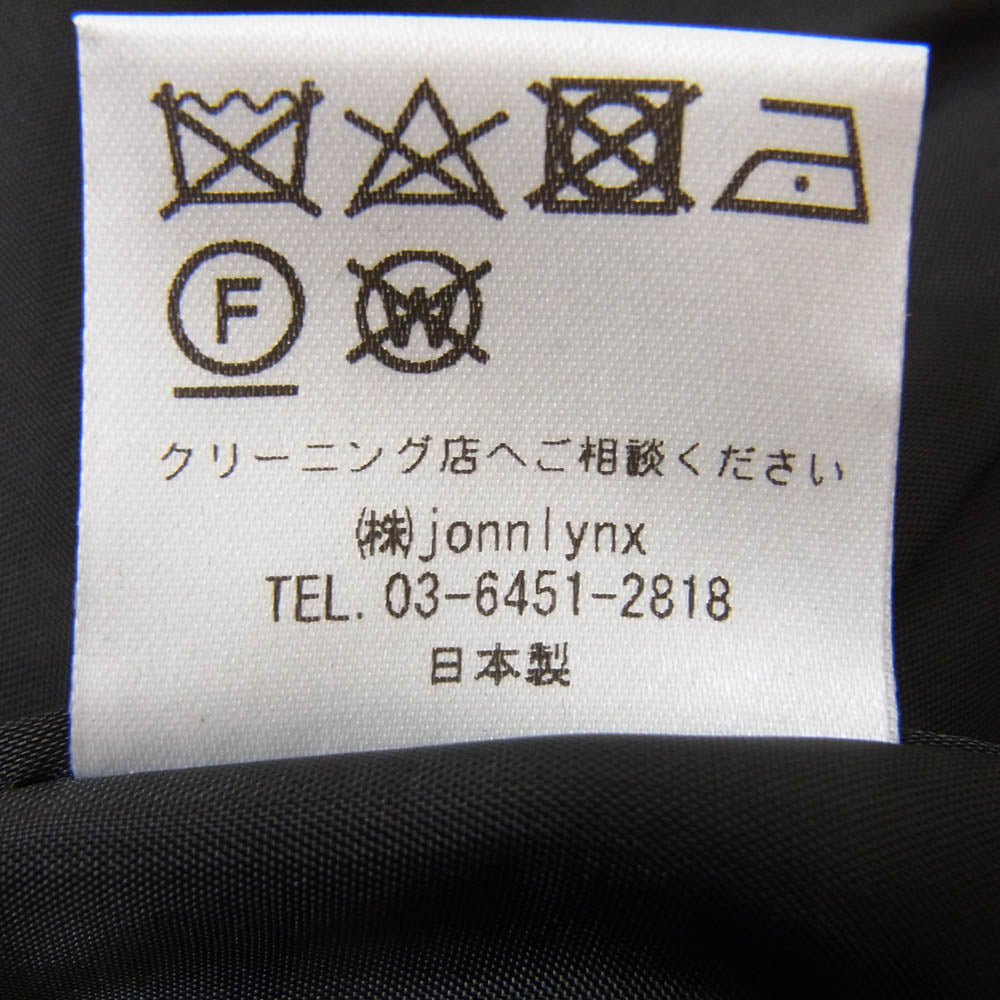 F
W
クリーニング店へご相談ください
㈱jonnlynx
TEL. 03-6451-2818
日本製